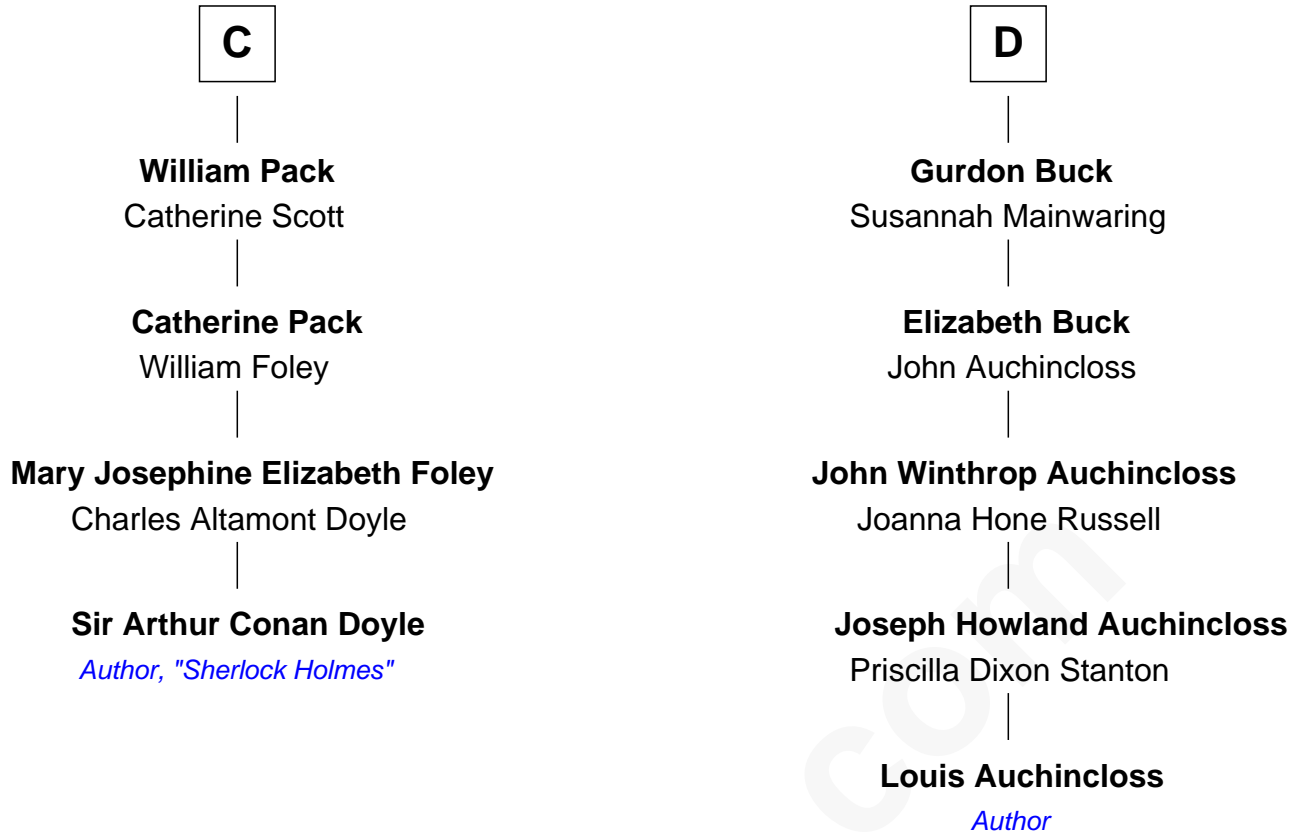 C
William Pack
Catherine Scott
Catherine Pack
William Foley
Mary Josephine Elizabeth Foley
Charles Altamont Doyle
Sir Arthur Conan Doyle
Author, "Sherlock Holmes"
D
Gurdon Buck
Susannah Mainwaring
Elizabeth Buck
John Auchincloss
John Winthrop Auchincloss
Joanna Hone Russell
Joseph Howland Auchincloss
Priscilla Dixon Stanton
Louis Auchincloss
Author
com